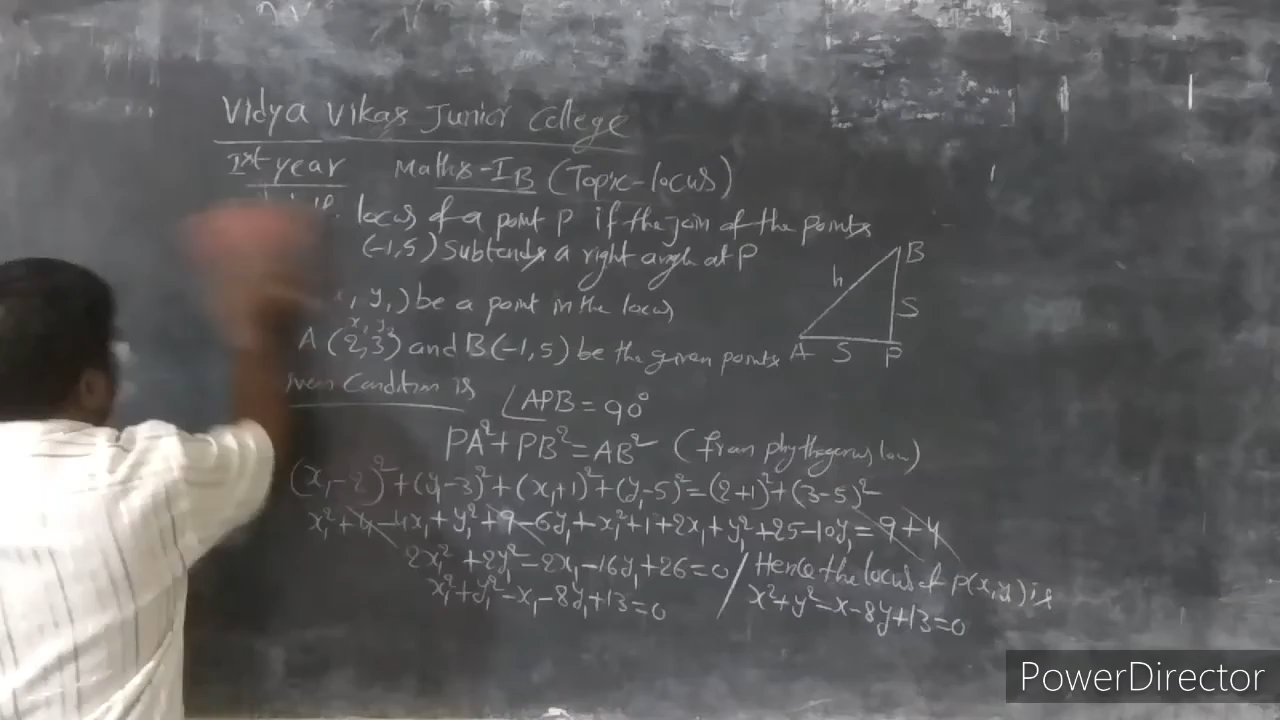 Vidya Vikas Junior College
Ist year Maths-IB (Topic-locus)
locus of a point P if the join of the points
(-1,5) Subtends a right angle at P
, y₁) be a point in the locus
x₁ y₁
A (2,3) and B(-1,5) be the given points
Condition is ∠APB = 90°
PA²+PB²=AB² (from phythagorus law)
(x₁-2)²+(y₁-3)²+(x₁+1)²+(y₁-5)²=(2+1)²+(3-5)²
x₁²+4-4x₁+y₁²+9-6y₁+x₁²+1+2x₁+y₁²+25-10y₁=9+4
2x₁²+2y₁²-2x₁-16y₁+26=0
x₁²+y₁²-x₁-8y₁+13=0
Hence the locus of P(x,y) is
x²+y²-x-8y+13=0
B
h
S
A S P
PowerDirector